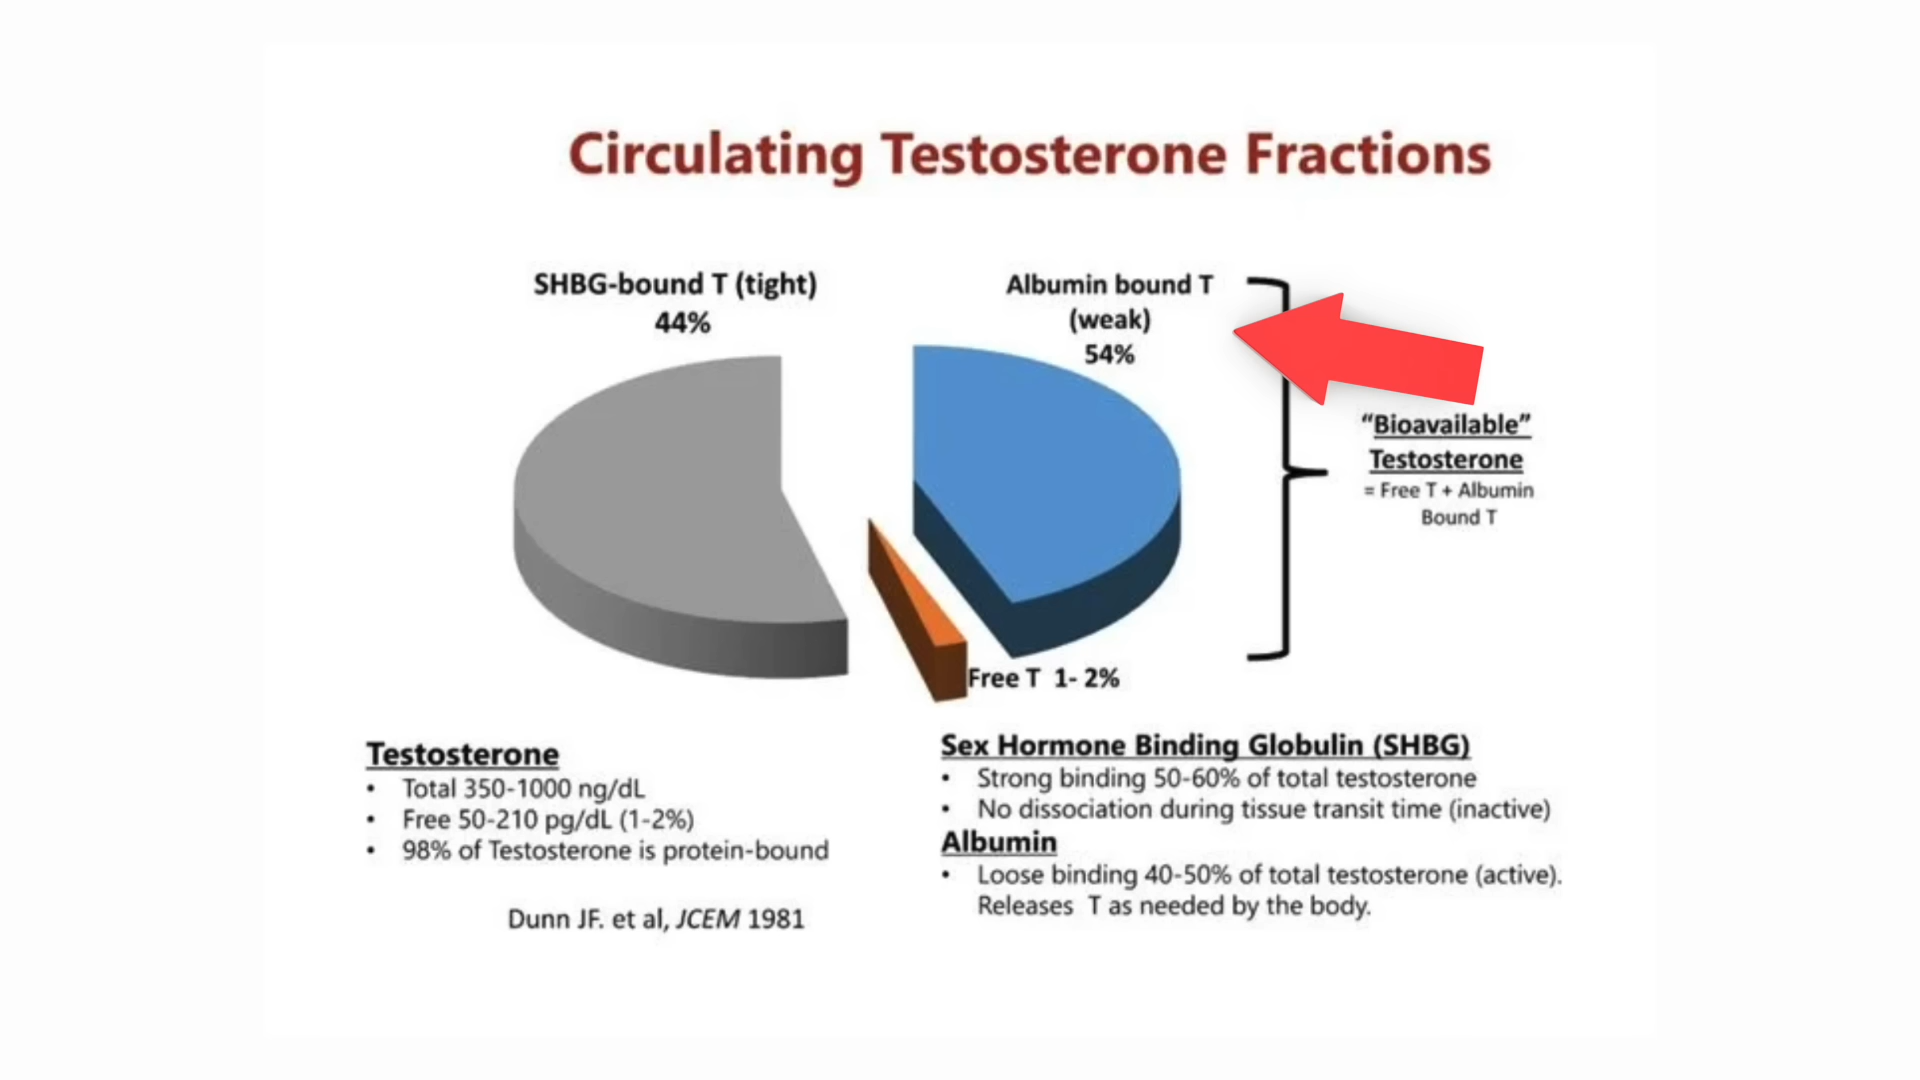 Circulating Testosterone Fractions
SHBG-bound T (tight)
44%
Albumin bound T
(weak)
54%
“Bioavailable”
Testosterone
= Free T + Albumin
Bound T
Free T 1- 2%
Testosterone
• Total 350-1000 ng/dL
• Free 50-210 pg/dL (1-2%)
• 98% of Testosterone is protein-bound
Dunn JF. et al, JCEM 1981
Sex Hormone Binding Globulin (SHBG)
• Strong binding 50-60% of total testosterone
• No dissociation during tissue transit time (inactive)
Albumin
• Loose binding 40-50% of total testosterone (active).
Releases T as needed by the body.